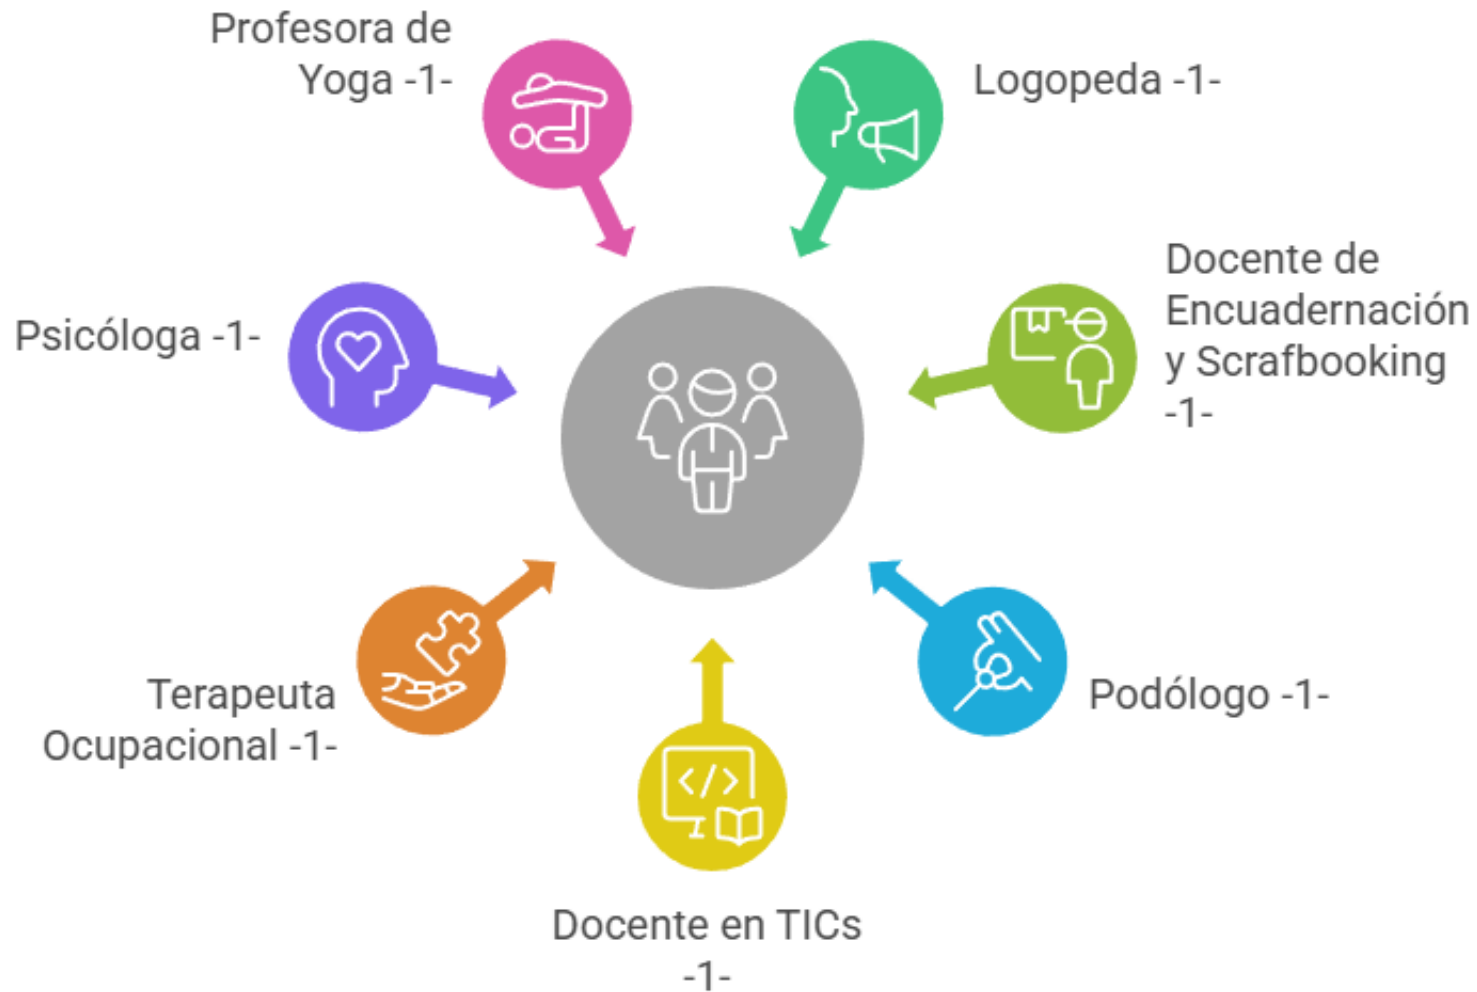 Profesora de
Yoga -1-
Logopeda -1-
Psicóloga -1-
Docente de
Encuadernación
y Scrafbooking
-1-
Terapeuta
Ocupacional -1-
Podólogo -1-
Docente en TICs
-1-